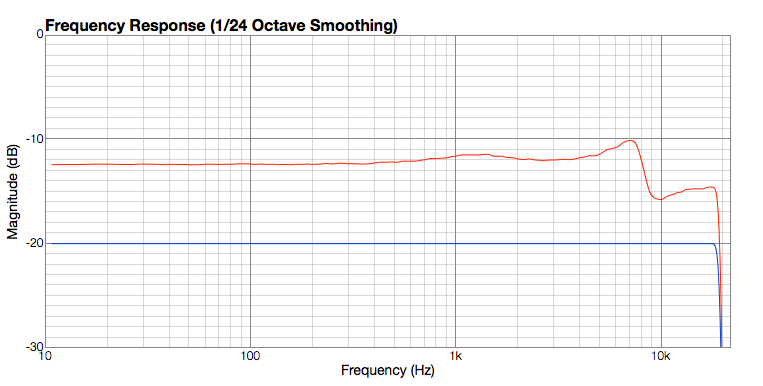 Frequency Response (1/24 Octave Smoothing)
0
-10
-20
-30
Magnitude (dB)
10
100
1k
10k
Frequency (Hz)